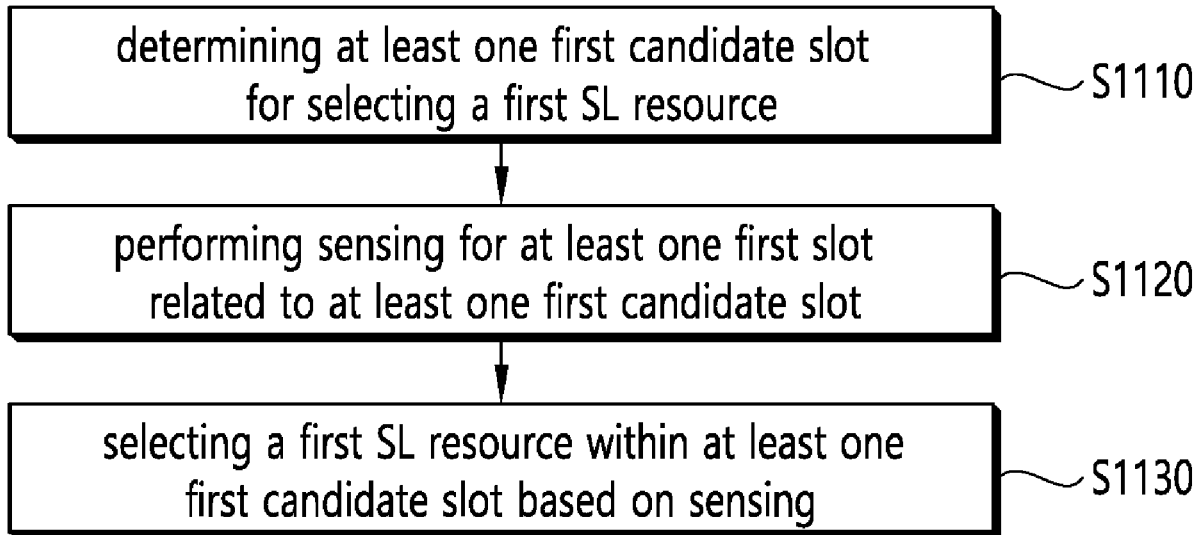 determining at least one first candidate slot
for selecting a first SL resource
S1110
performing sensing for at least one first slot
related to at least one first candidate slot
S1120
selecting a first SL resource within at least one
first candidate slot based on sensing
S1130